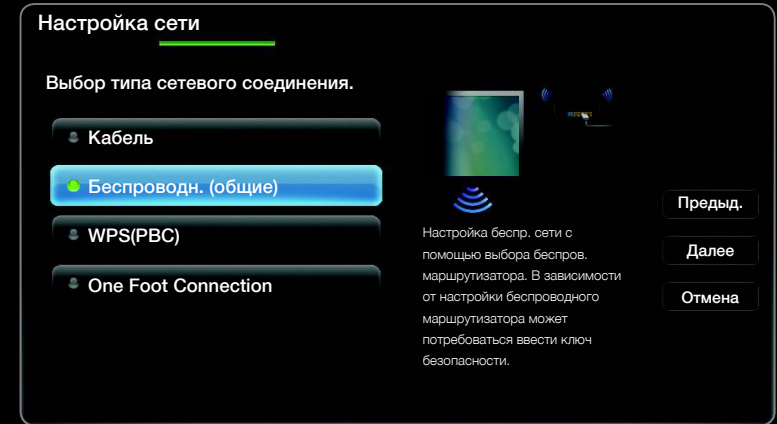 Настройка сети
Выбор типа сетевого соединения.
Кабель
Беспроводн. (общие)
WPS(PBC)
One Foot Connection
Настройка беспр. сети с
помощью выбора беспров.
маршрутизатора. В зависимости
от настройки беспроводного
маршрутизатора может
потребоваться ввести ключ
безопасности.
Предыд.
Далее
Отмена